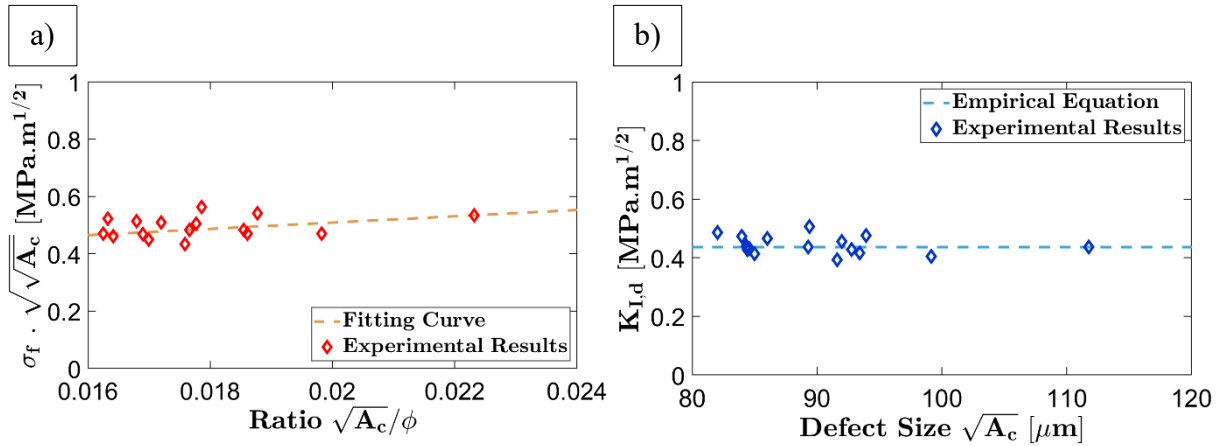 a)
σf . √√Ac [MPa.m1/2]
1
0.8
0.6
0.4
0.2
0
Fitting Curve
Experimental Results
0.016
0.018
0.02
0.022
0.024
Ratio √Ac/ϕ
b)
KI,d [MPa.m1/2]
1
0.8
0.6
0.4
0.2
0
Empirical Equation
Experimental Results
80
90
100
110
120
Defect Size √Ac [μm]